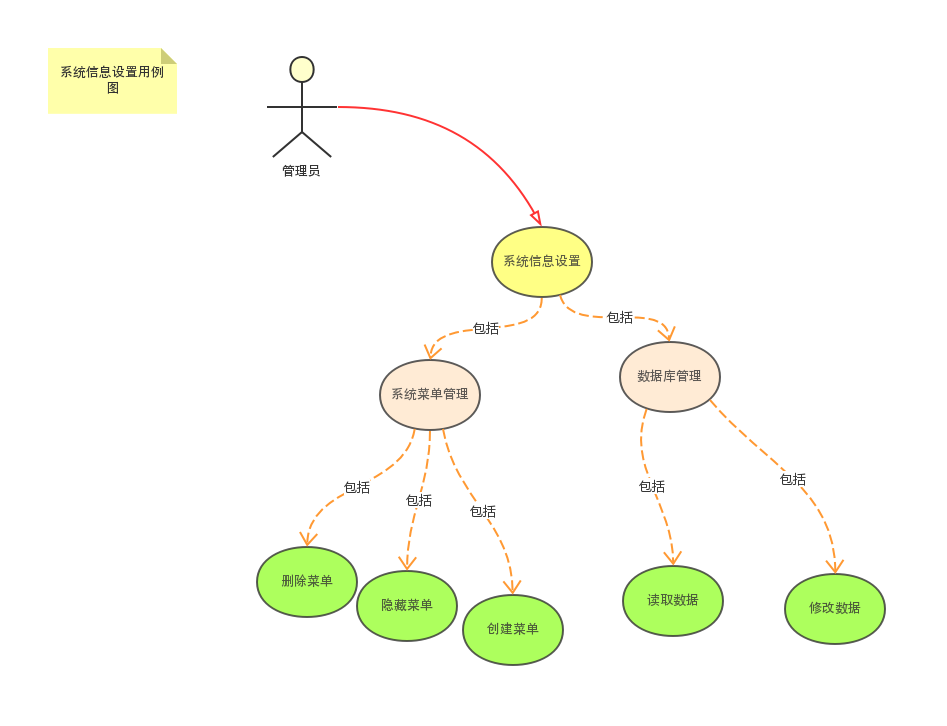 系统信息设置用例
图
管理员
系统信息设置
包括
包括
系统菜单管理
数据库管理
包括
包括
包括
包括
包括
删除菜单
隐藏菜单
创建菜单
读取数据
修改数据